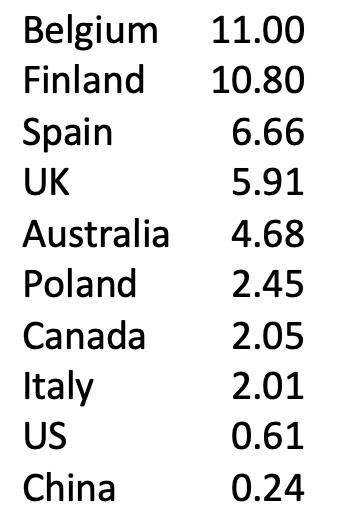 Belgium 11.00
Finland 10.80
Spain 6.66
UK 5.91
Australia 4.68
Poland 2.45
Canada 2.05
Italy 2.01
US 0.61
China 0.24